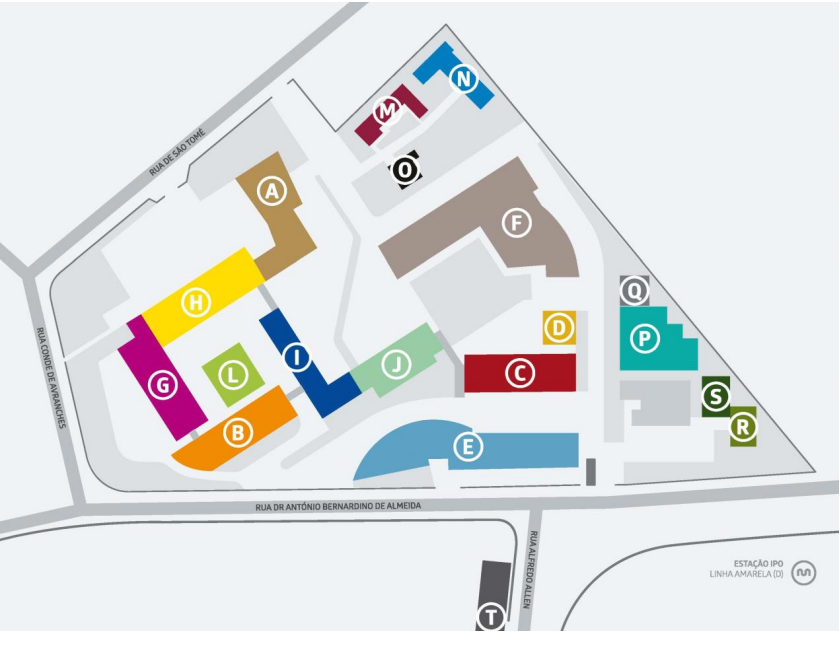 N
M
RUA DE SÃO TOMÉ
O
A
F
Q
H
D
P
I
RUA CONDE DE AVRANCHES
J
C
L
G
S
R
B
E
RUA DR ANTÓNIO BERNARDINO DE ALMEIDA
RUA ALFREDO ALLEN
ESTAÇÃO IPO
LINHA AMARELA (D)
T